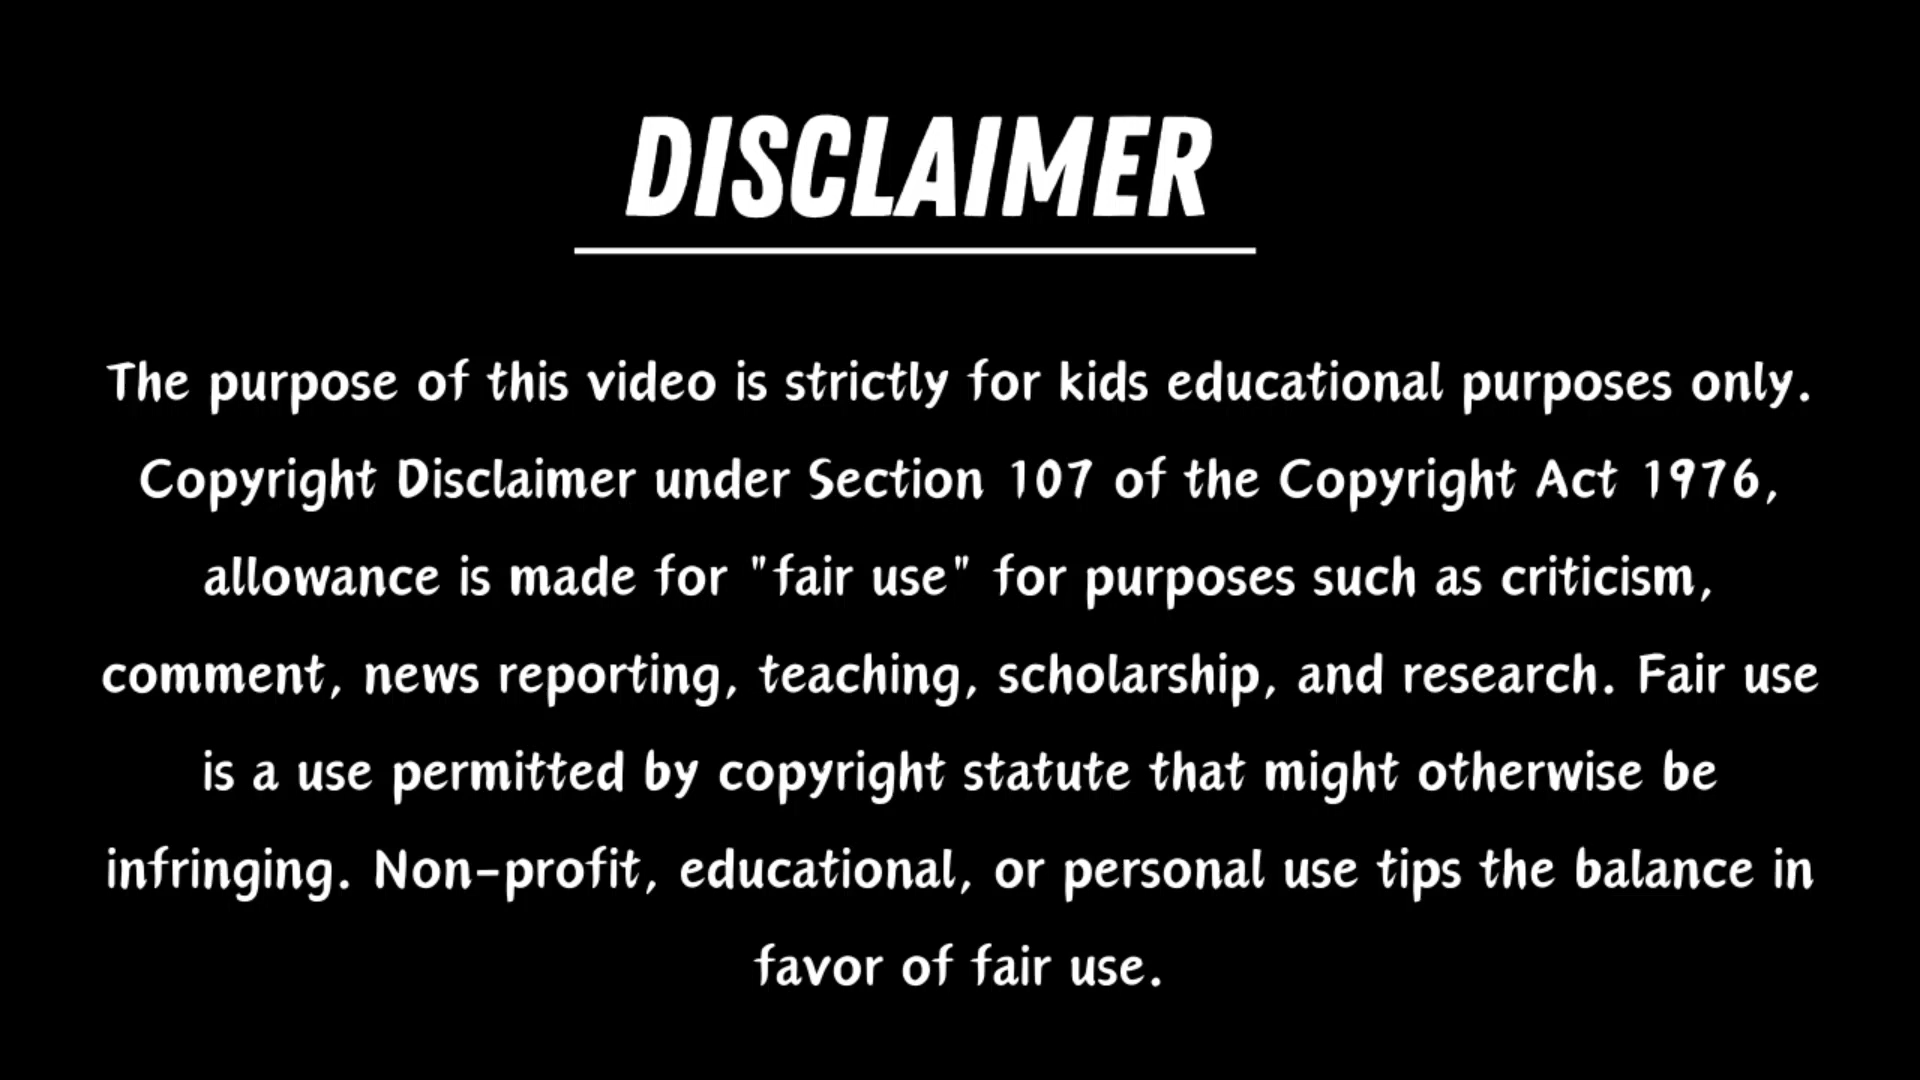 DISCLAIMER
The purpose of this video is strictly for kids educational purposes only.
Copyright Disclaimer under Section 107 of the Copyright Act 1976,
allowance is made for "fair use" for purposes such as criticism,
comment, news reporting, teaching, scholarship, and research. Fair use
is a use permitted by copyright statute that might otherwise be
infringing. Non-profit, educational, or personal use tips the balance in
favor of fair use.